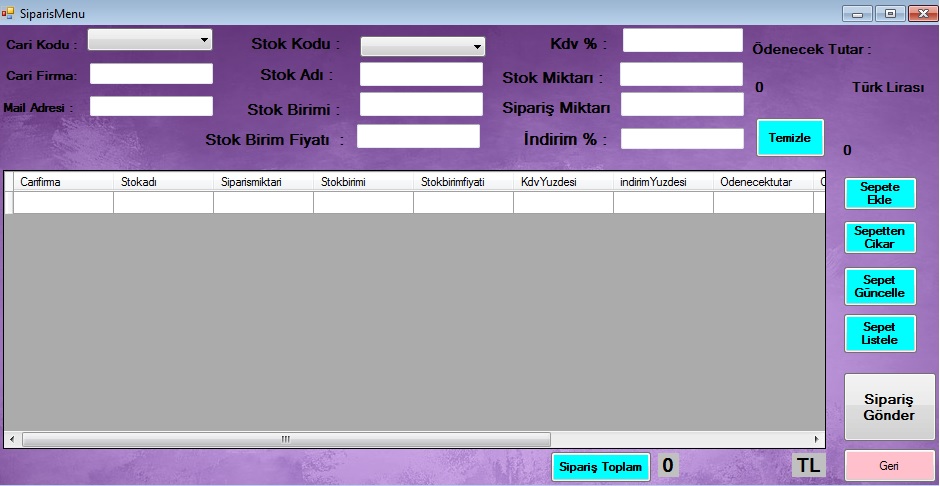 SiparisMenu
Cari Kodu :
Stok Kodu :
Kdv % :
Ödenecek Tutar :
Cari Firma:
Stok Adı :
Stok Miktarı :
0
Türk Lirası
Mail Adresi :
Stok Birimi :
Sipariş Miktarı
Stok Birim Fiyatı :
İndirim % :
Temizle
0
Carifirma Stokadı Siparismiktari Stokbirimi Stokbirimfiyati KdvYuzdesi indirimYuzdesi Odenecektutar
Sepete
Ekle
Sepetten
Cikar
Sepet
Güncelle
Sepet
Listele
Sipariş
Gönder
Sipariş Toplam
0
TL
Geri